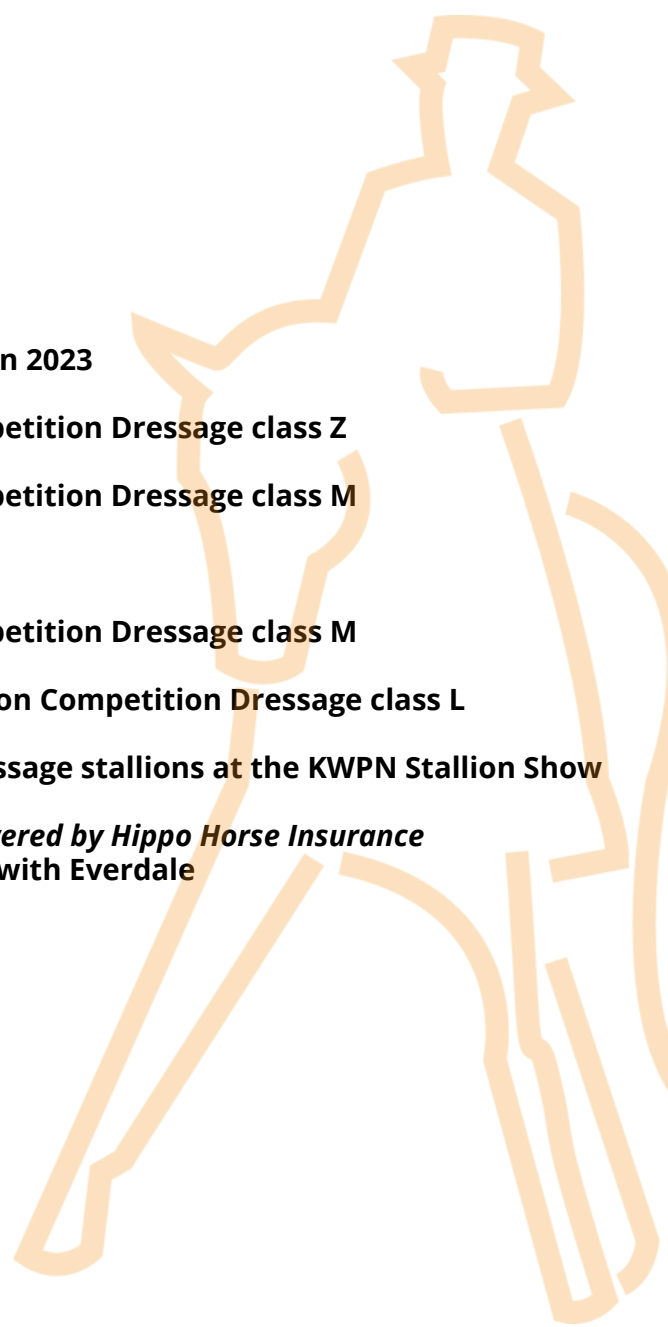 n 2023
petition Dressage class Z
petition Dressage class M
petition Dressage class M
on Competition Dressage class L
ssage stallions at the KWPN Stallion Show
vered by Hippo Horse Insurance
with Everdale